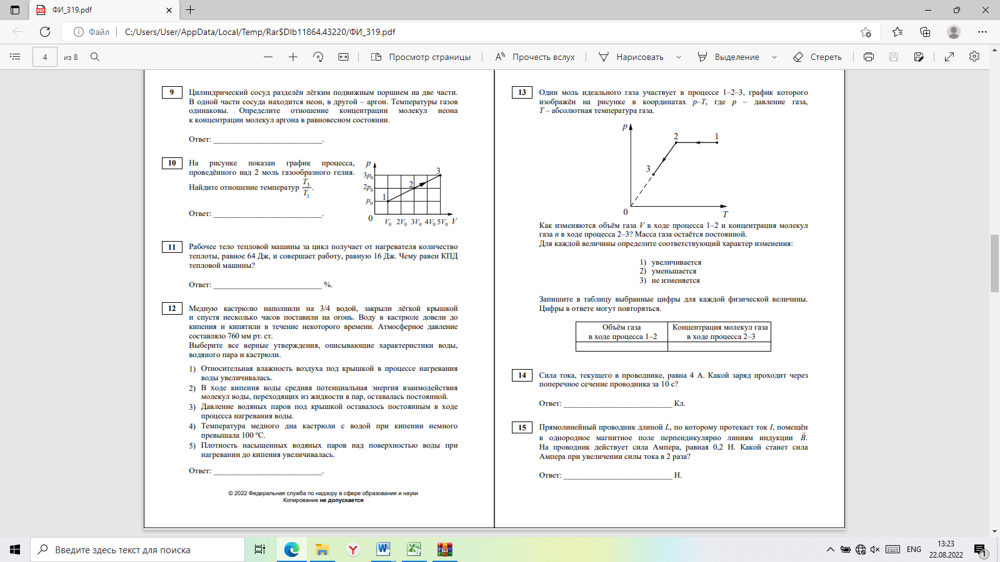 ФИ_319.pdf
Файл
C:/Users/User/AppData/Local/Temp/Rar$DIb11864.43220/ФИ_319.pdf
4 из 8
Просмотр страницы
Прочесть вслух
Нарисовать
Выделение
Стереть
9
Цилиндрический сосуд разделён лёгким подвижным поршнем на две части.
В одной части сосуда находится неон, в другой – аргон. Температуры газов
одинаковы. Определите отношение концентрации молекул неона
к концентрации молекул аргона в равновесном состоянии.
Ответ: ___________________________.
10
На рисунке показан график процесса,
проведённого над 2 моль газообразного гелия.
Найдите отношение температур T3/T1.
Ответ: ___________________________.
p
3p0
2p0
p0
0
1
2
3
V0 2V0 3V0 4V0 5V0 V
11
Рабочее тело тепловой машины за цикл получает от нагревателя количество
теплоты, равное 64 Дж, и совершает работу, равную 16 Дж. Чему равен КПД
тепловой машины?
Ответ: ___________________________ %.
12
Медную кастрюлю наполнили на 3/4 водой, закрыли лёгкой крышкой
и спустя несколько часов поставили на огонь. Воду в кастрюле довели до
кипения и кипятили в течение некоторого времени. Атмосферное давление
составляло 760 мм рт. ст.
Выберите все верные утверждения, описывающие характеристики воды,
водяного пара и кастрюли.
1) Относительная влажность воздуха под крышкой в процессе нагревания
воды увеличивалась.
2) В ходе кипения воды средняя потенциальная энергия взаимодействия
молекул воды, переходящих из жидкости в пар, оставалась постоянной.
3) Давление водяных паров под крышкой оставалось постоянным в ходе
процесса нагревания воды.
4) Температура медного дна кастрюли с водой при кипении немного
превышала 100 ºС.
5) Плотность насыщенных водяных паров над поверхностью воды при
нагревании до кипения увеличивалась.
Ответ: ___________________________.
© 2022 Федеральная служба по надзору в сфере образования и науки
Копирование не допускается
13
Один моль идеального газа участвует в процессе 1–2–3, график которого
изображён на рисунке в координатах p–T, где p – давление газа,
T – абсолютная температура газа.
p
2
1
3
0
T
Как изменяются объём газа V в ходе процесса 1–2 и концентрация молекул
газа n в ходе процесса 2–3? Масса газа остаётся постоянной.
Для каждой величины определите соответствующий характер изменения:
1) увеличивается
2) уменьшается
3) не изменяется
Запишите в таблицу выбранные цифры для каждой физической величины.
Цифры в ответе могут повторяться.
Объём газа
в ходе процесса 1–2
Концентрация молекул газа
в ходе процесса 2–3
14
Сила тока, текущего в проводнике, равна 4 А. Какой заряд проходит через
поперечное сечение проводника за 10 с?
Ответ: ___________________________ Кл.
15
Прямолинейный проводник длиной L, по которому протекает ток I, помещён
в однородное магнитное поле перпендикулярно линиям индукции B⃗.
На проводник действует сила Ампера, равная 0,2 Н. Какой станет сила
Ампера при увеличении силы тока в 2 раза?
Ответ: ___________________________ Н.
Введите здесь текст для поиска
ENG
13:23
22.08.2022
1